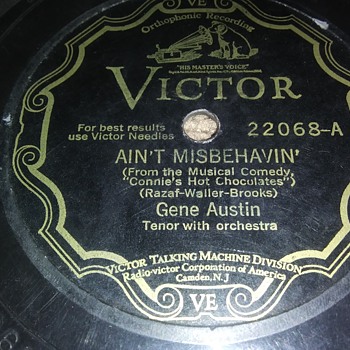 VE
Orthophonic Recording
"HIS MASTER'S VOICE"
VICTOR
For best results
use Victor Needles
22068-A
AIN'T MISBEHAVIN'
(From the Musical Comedy,
"Connie's Hot Chocolates")
(Razaf-Waller-Brooks)
Gene Austin
Tenor with orchestra
VICTOR TALKING MACHINE DIVISION
Radio-Victor Corporation of America
Camden, N. J
VE